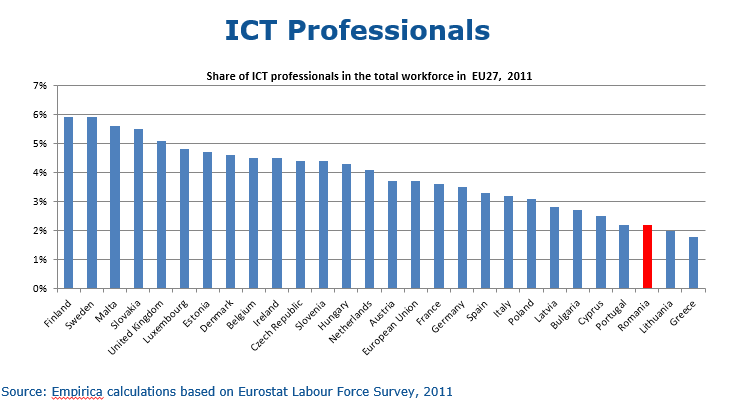 ICT Professionals
Share of ICT professionals in the total workforce in EU27, 2011
7%
6%
5%
4%
3%
2%
1%
0%
Finland
Sweden
Malta
Slovakia
United Kingdom
Luxembourg
Estonia
Denmark
Belgium
Ireland
Czech Republic
Slovenia
Hungary
Netherlands
Austria
European Union
France
Germany
Spain
Italy
Poland
Latvia
Bulgaria
Cyprus
Portugal
Romania
Lithuania
Greece
Source: Empirica calculations based on Eurostat Labour Force Survey, 2011